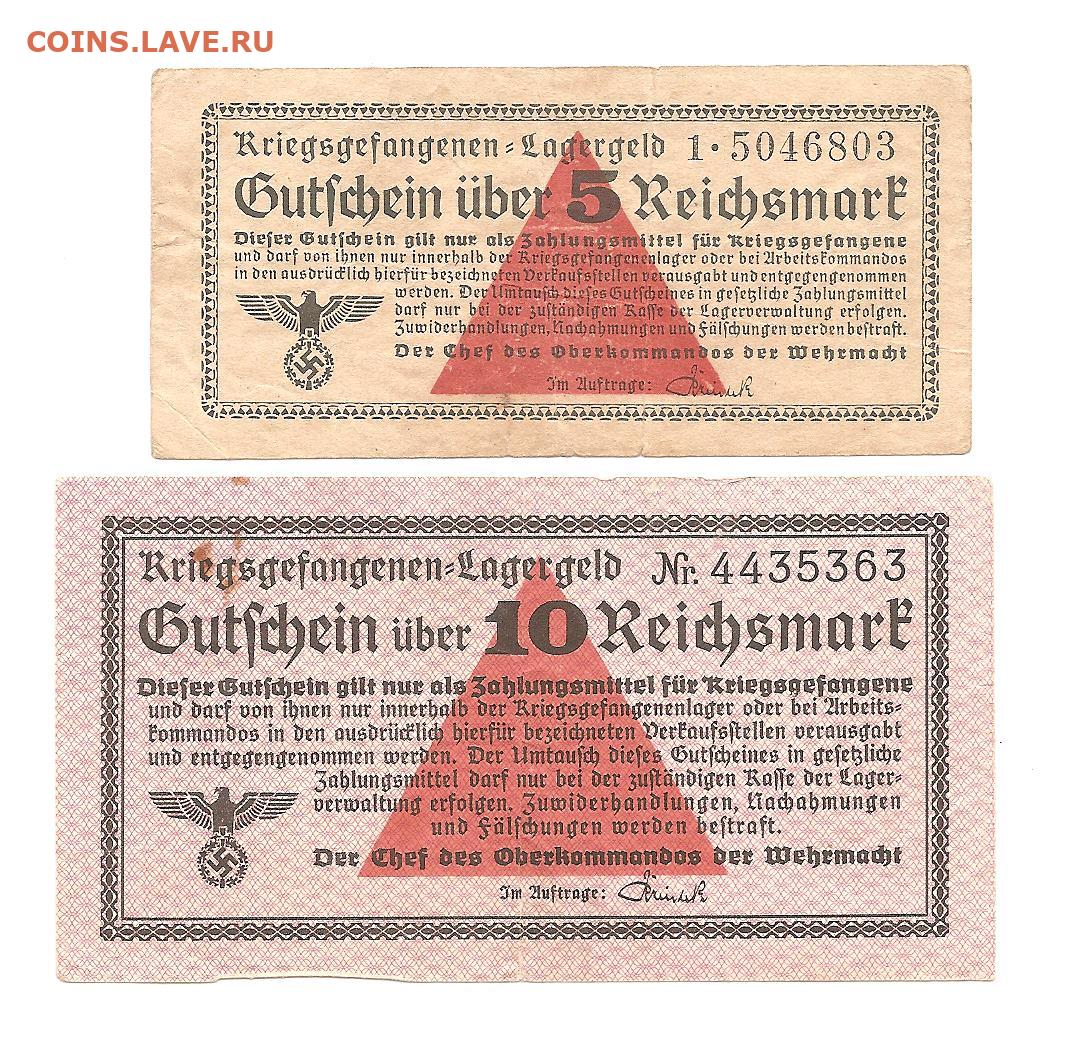 COINS.LAVE.RU
Kriegsgefangenen-Lagergeld 1·5046803
Gutschein über 5 Reichsmark
Dieser Gutschein gilt nur als Zahlungsmittel für Kriegsgefangene
und darf von ihnen nur innerhalb der Kriegsgefangenenlager oder bei Arbeitskommandos
in den ausdrücklich hierfür bezeichneten Verkaufsstellen verausgabt und entgegengenommen
werden. Der Umtausch dieses Gutscheines in gesetzliche Zahlungsmittel
darf nur bei der zuständigen Kasse der Lagerverwaltung erfolgen.
Zuwiderhandlungen, Nachahmungen und Fälschungen werden bestraft.
Der Chef des Oberkommandos der Wehrmacht
Im Auftrage:
Kriegsgefangenen-Lagergeld Nr. 4435363
Gutschein über 10 Reichsmark
Dieser Gutschein gilt nur als Zahlungsmittel für Kriegsgefangene
und darf von ihnen nur innerhalb der Kriegsgefangenenlager oder bei Arbeits-
kommandos in den ausdrücklich hierfür bezeichneten Verkaufsstellen verausgabt
und entgegengenommen werden. Der Umtausch dieses Gutscheines in gesetzliche
Zahlungsmittel darf nur bei der zuständigen Kasse der Lager-
verwaltung erfolgen. Zuwiderhandlungen, Nachahmungen
und Fälschungen werden bestraft.
Der Chef des Oberkommandos der Wehrmacht
Im Auftrage: